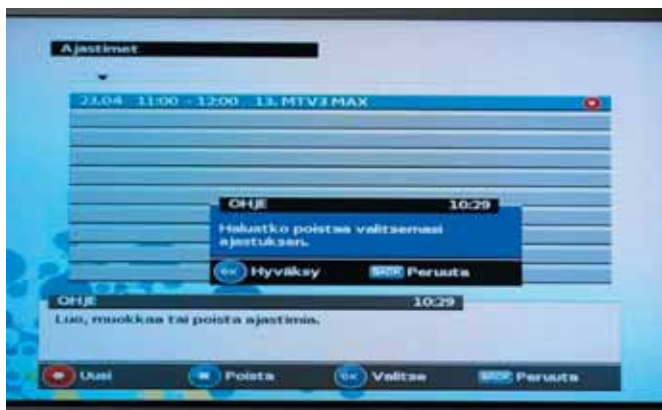 Ajastimet
23.04 11:00 - 12:00 13. MTV3 MAX
OHJE 10:29
Haluatko poistaa valitsemasi
ajastuksen.
OK Hyväksy BACK Peruuta
OHJE 10:29
Luo, muokkaa tai poista ajastimia.
Uusi Poista OK Valitse BACK Peruuta